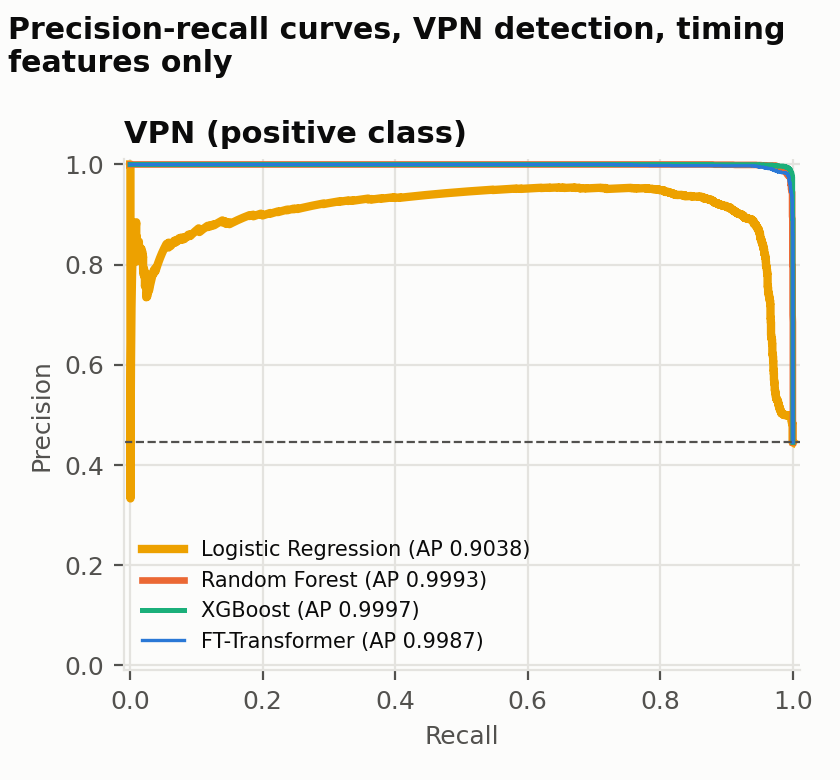 Precision-recall curves, VPN detection, timing
features only
VPN (positive class)
1.0
0.8
0.6
0.4
0.2
0.0
Precision
Logistic Regression (AP 0.9038)
Random Forest (AP 0.9993)
XGBoost (AP 0.9997)
FT-Transformer (AP 0.9987)
0.0 0.2 0.4 0.6 0.8 1.0
Recall